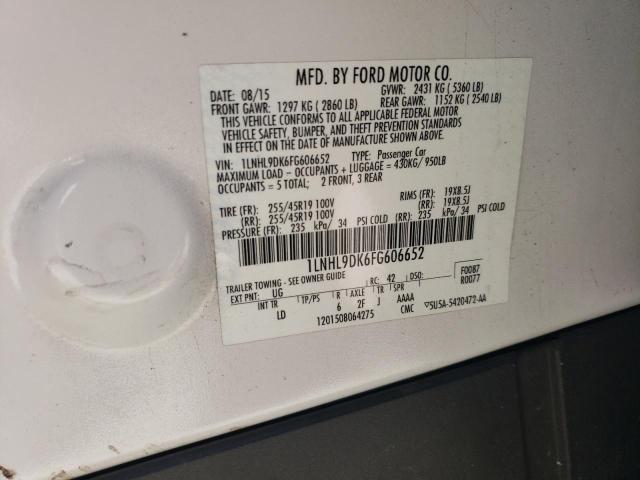 MFD. BY FORD MOTOR CO.
DATE: 08/15 GVWR: 2431 KG ( 5360 LB)
FRONT GAWR: 1297 KG ( 2860 LB) REAR GAWR: 1152 KG ( 2540 LB)
THIS VEHICLE CONFORMS TO ALL APPLICABLE FEDERAL MOTOR
VEHICLE SAFETY, BUMPER, AND THEFT PREVENTION STANDARDS
IN EFFECT ON THE DATE OF MANUFACTURE SHOWN ABOVE.
VIN: 1LNHL9DK6FG606652 TYPE: Passenger Car
MAXIMUM LOAD - OCCUPANTS + LUGGAGE = 430KG / 950LB
OCCUPANTS = 5 TOTAL; 2 FRONT, 3 REAR
TIRE (FR): 255/45R19 100V RIMS (FR): 19X8.5J
(RR): 255/45R19 100V (RR): 19X8.5J
PRESSURE (FR): 235 kPa/ 34 PSI COLD (RR): 235 kPa/ 34 PSI COLD
1LNHL9DK6FG606652
TRAILER TOWING - SEE OWNER GUIDE
EXT PNT: UG RC: 42 DSO: F0087
R0077
INT TR TP/PS R AXLE TR SPR
LD 6 2F J AAAA
1201508064275 CMC ▽5U5A-5420472-AA